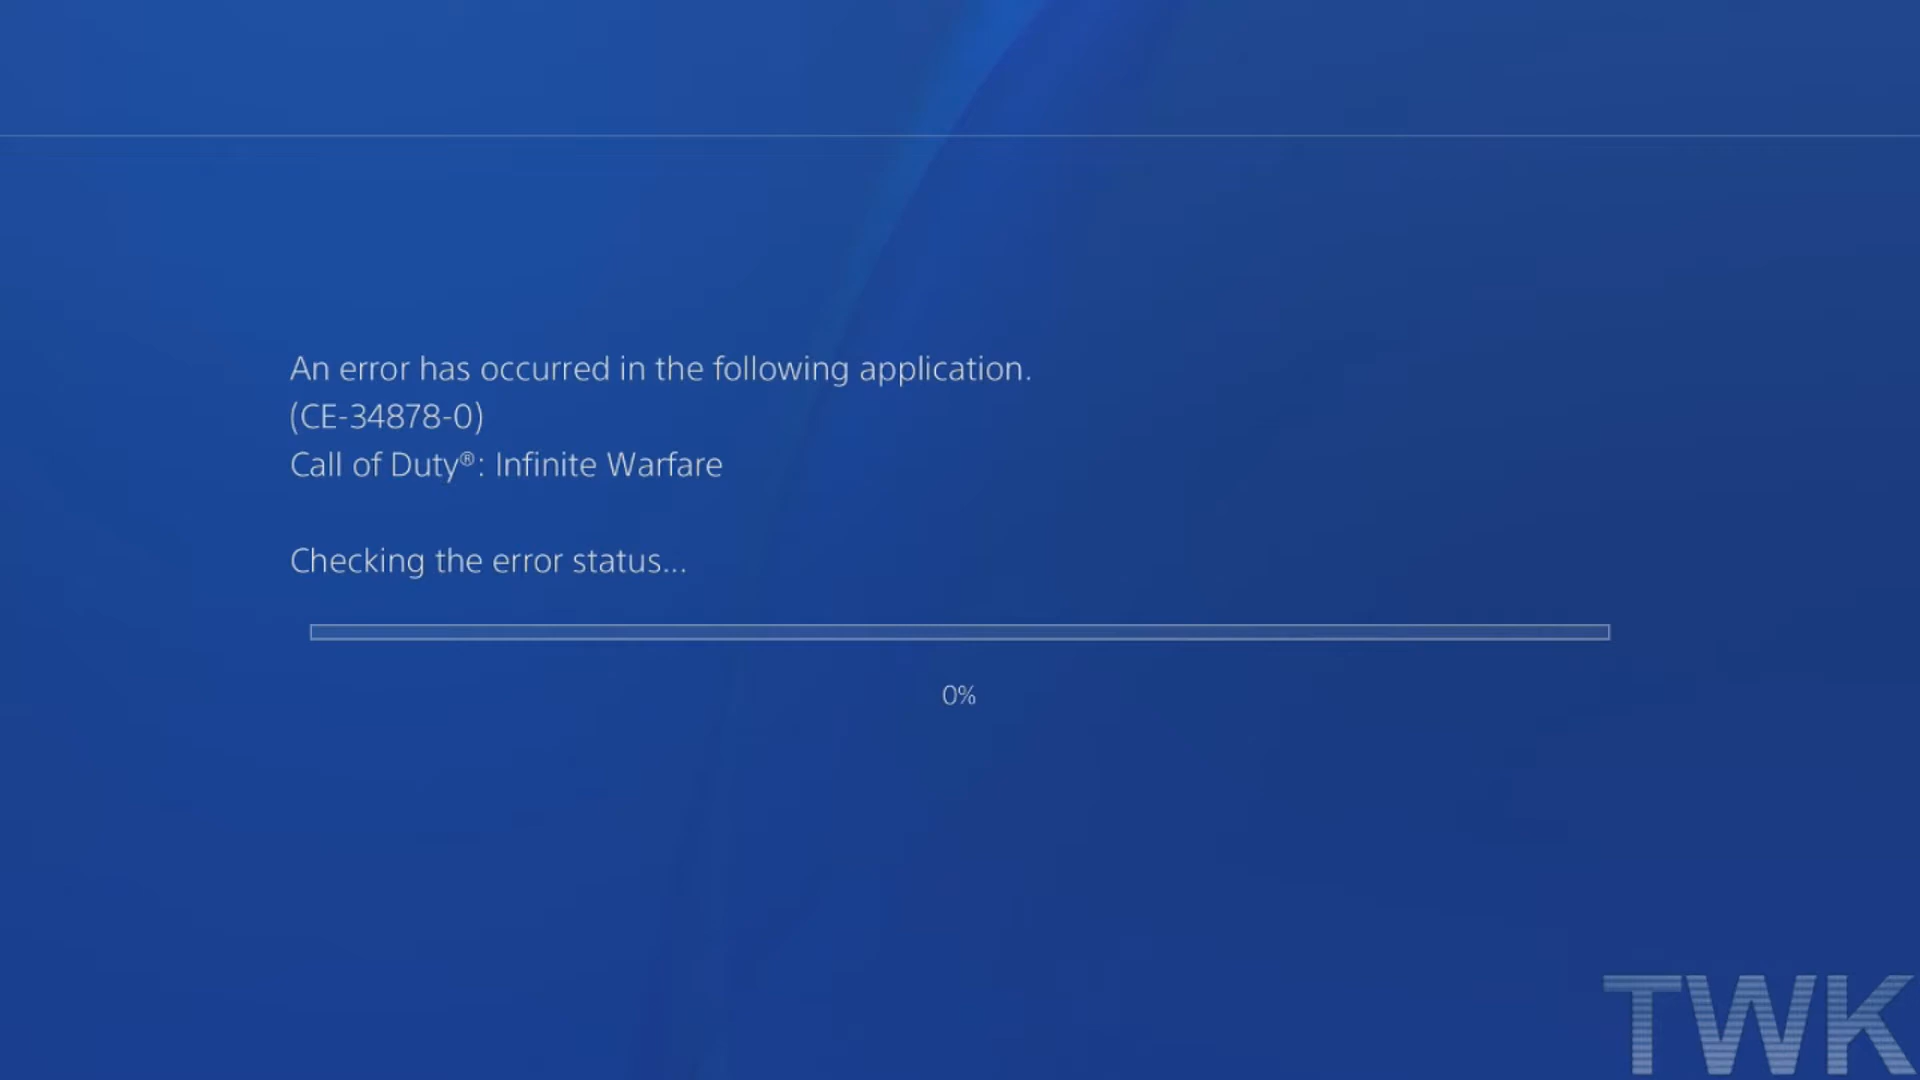 An error has occurred in the following application.
(CE-34878-0)
Call of Duty®: Infinite Warfare
Checking the error status...
0%
TWK